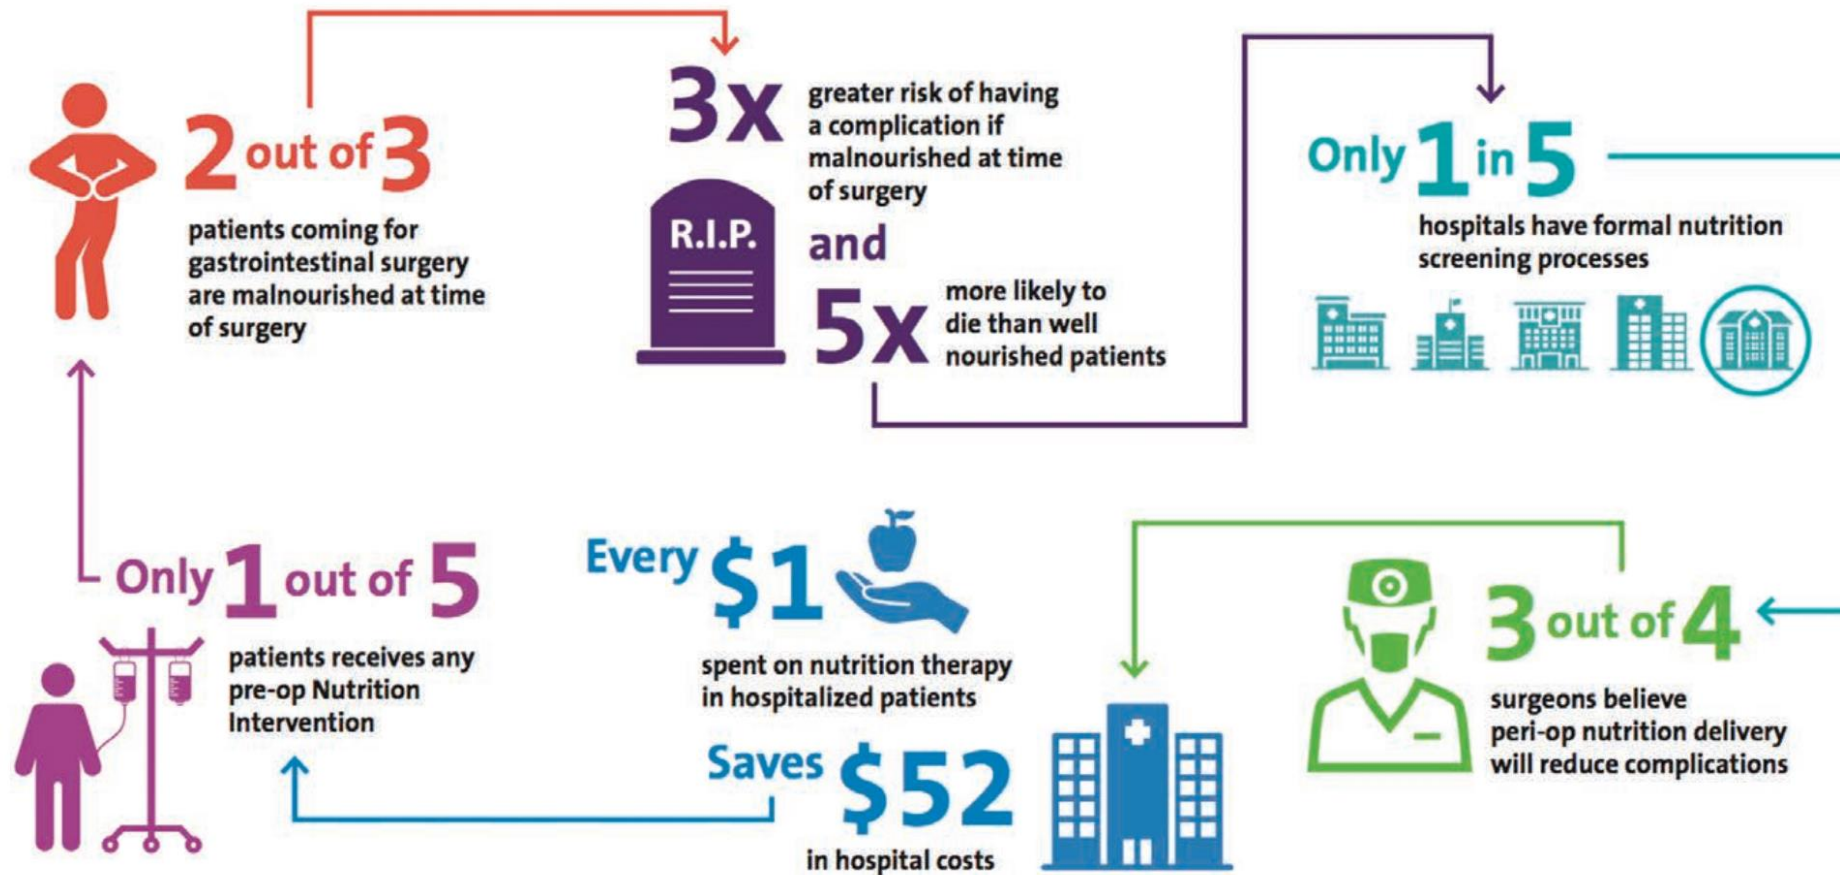 2 out of 3
patients coming for
gastrointestinal surgery
are malnourished at time
of surgery
3x
greater risk of having
a complication if
malnourished at time
of surgery
R.I.P.
and
5x
more likely to
die than well
nourished patients
Only 1 in 5
hospitals have formal nutrition
screening processes
3 out of 4
surgeons believe
peri-op nutrition delivery
will reduce complications
Every $1
spent on nutrition therapy
in hospitalized patients
Saves $52
in hospital costs
Only 1 out of 5
patients receives any
pre-op Nutrition
Intervention